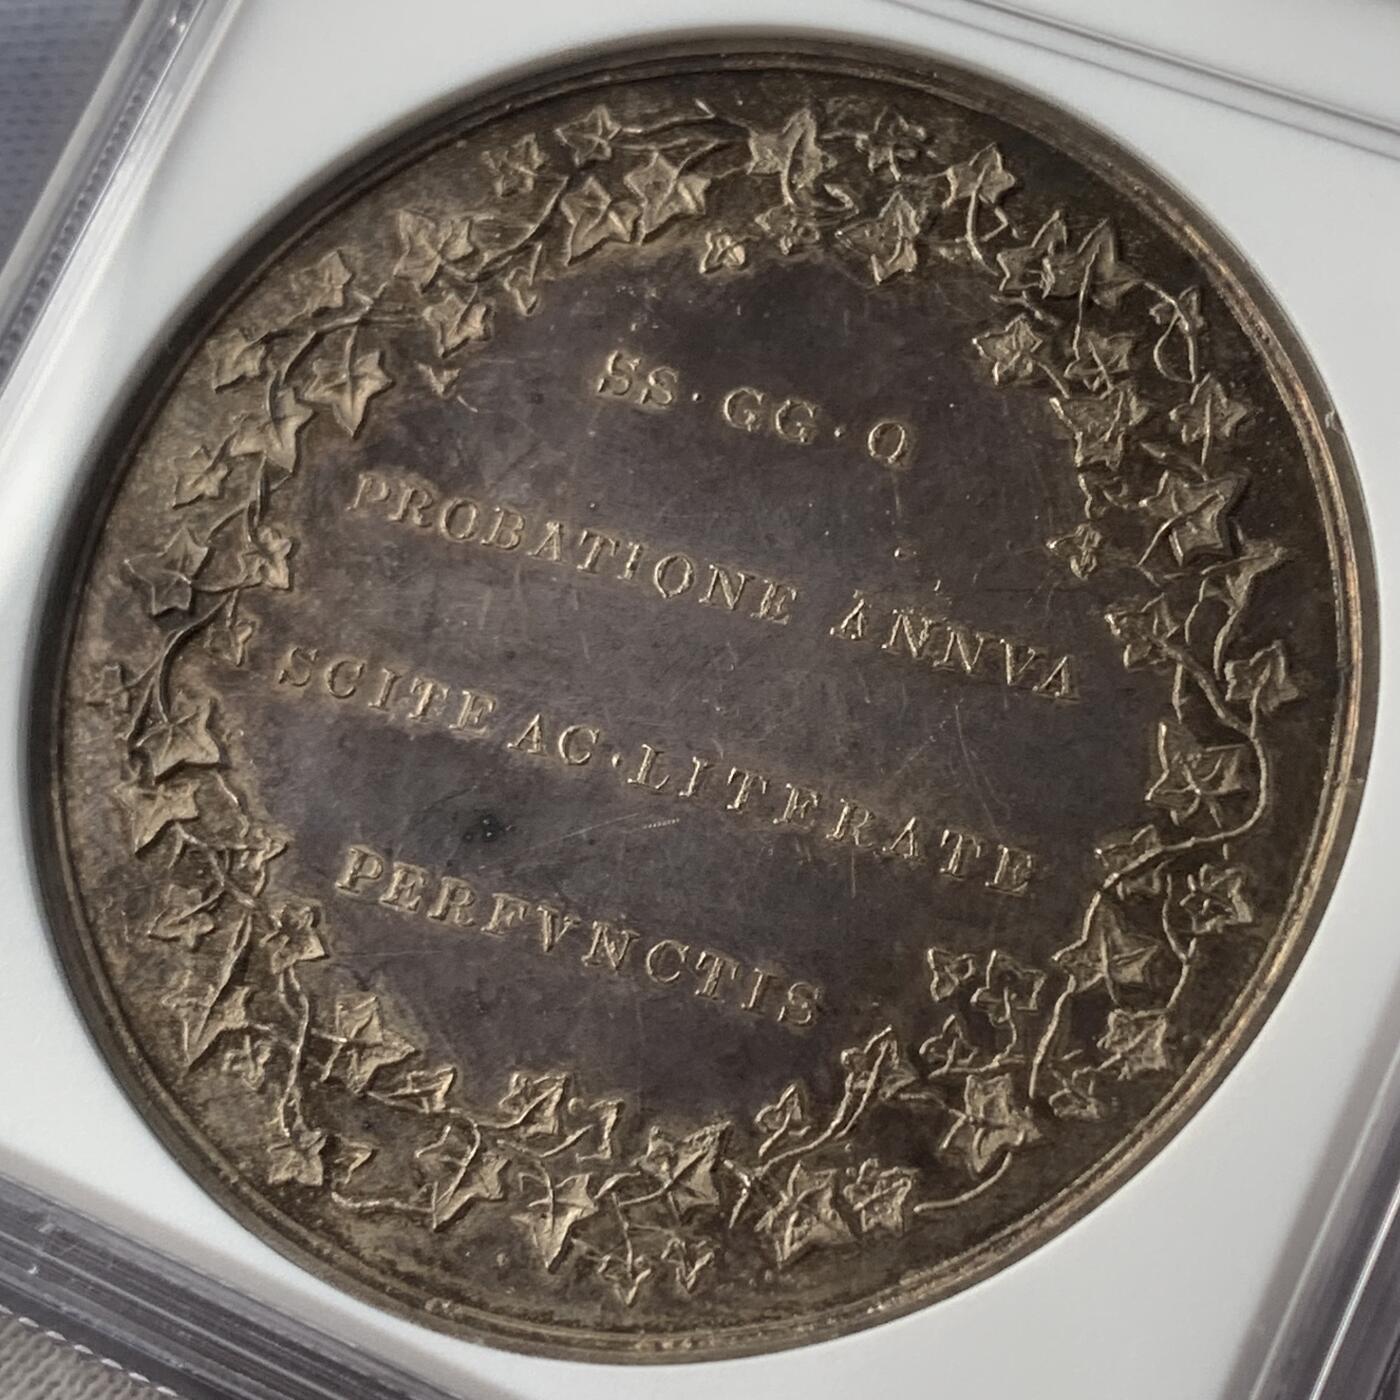 SS · GG · Q
PROBATIONE ANNVA
SCITE AC · LITERATE
PERFVNCTIS